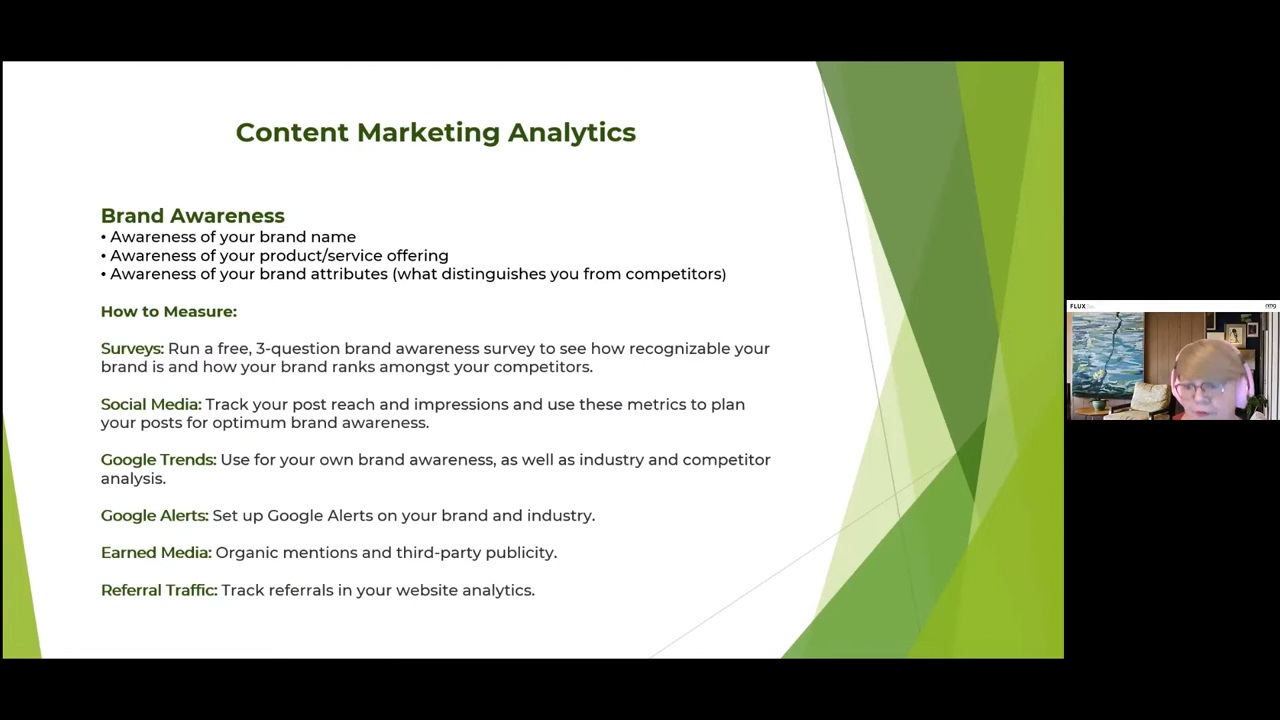 Content Marketing Analytics
Brand Awareness
• Awareness of your brand name
• Awareness of your product/service offering
• Awareness of your brand attributes (what distinguishes you from competitors)
How to Measure:
Surveys: Run a free, 3-question brand awareness survey to see how recognizable your
brand is and how your brand ranks amongst your competitors.
Social Media: Track your post reach and impressions and use these metrics to plan
your posts for optimum brand awareness.
Google Trends: Use for your own brand awareness, as well as industry and competitor
analysis.
Google Alerts: Set up Google Alerts on your brand and industry.
Earned Media: Organic mentions and third-party publicity.
Referral Traffic: Track referrals in your website analytics.
FLUX